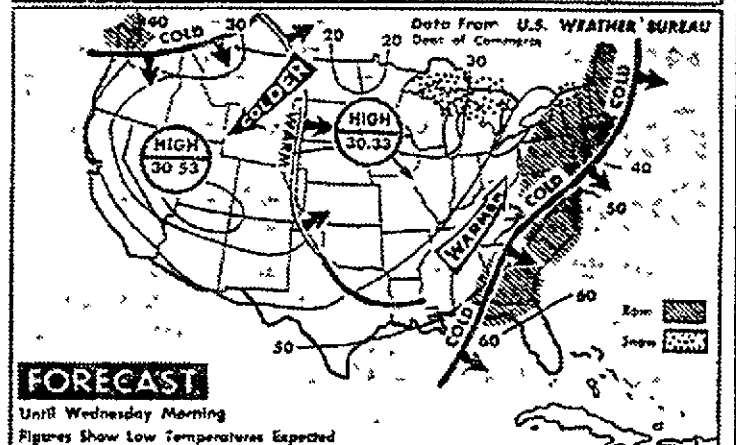 Data From U.S. WEATHER BUREAU
Dept of Commerce
40
COLD
30
20
20
30
COLDER
WARM
HIGH
30.33
HIGH
30 53
COLD
COLD
40
50
WARMER
COLD
60
60
50
Rain
Snow
FORECAST
Until Wednesday Morning
Figures Show Low Temperatures Expected